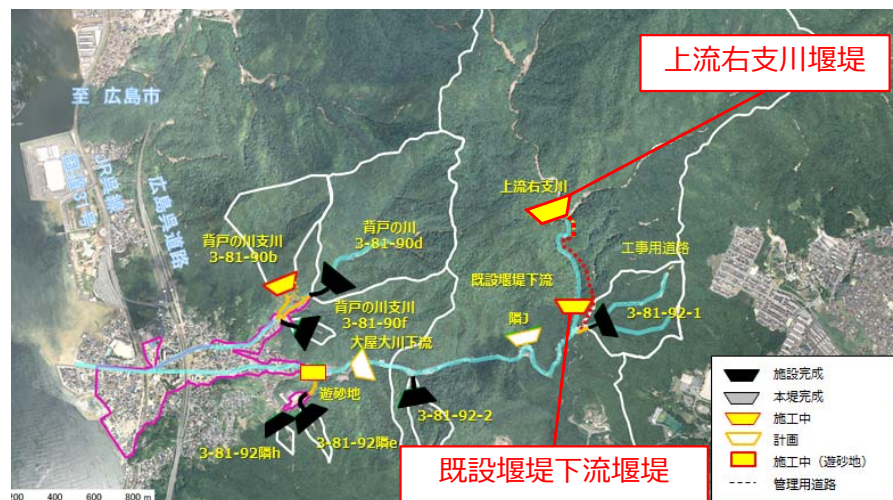 上流右支川堰堤
至 広島市
JR呉線
国道31号
広島呉道路
上流右支川
背戸の川
3-81-90d
背戸の川支川
3-81-90b
工事用道路
既設堰堤下流
3-81-92-1
背戸の川支川
3-81-90f
隣J
大屋大川下流
遊砂地
3-81-92-2
3-81-92隣e
3-81-92隣h
既設堰堤下流堰堤
施設完成
本堤完成
施工中
計画
施工中（遊砂地）
管理用道路
200 400 600 800 m